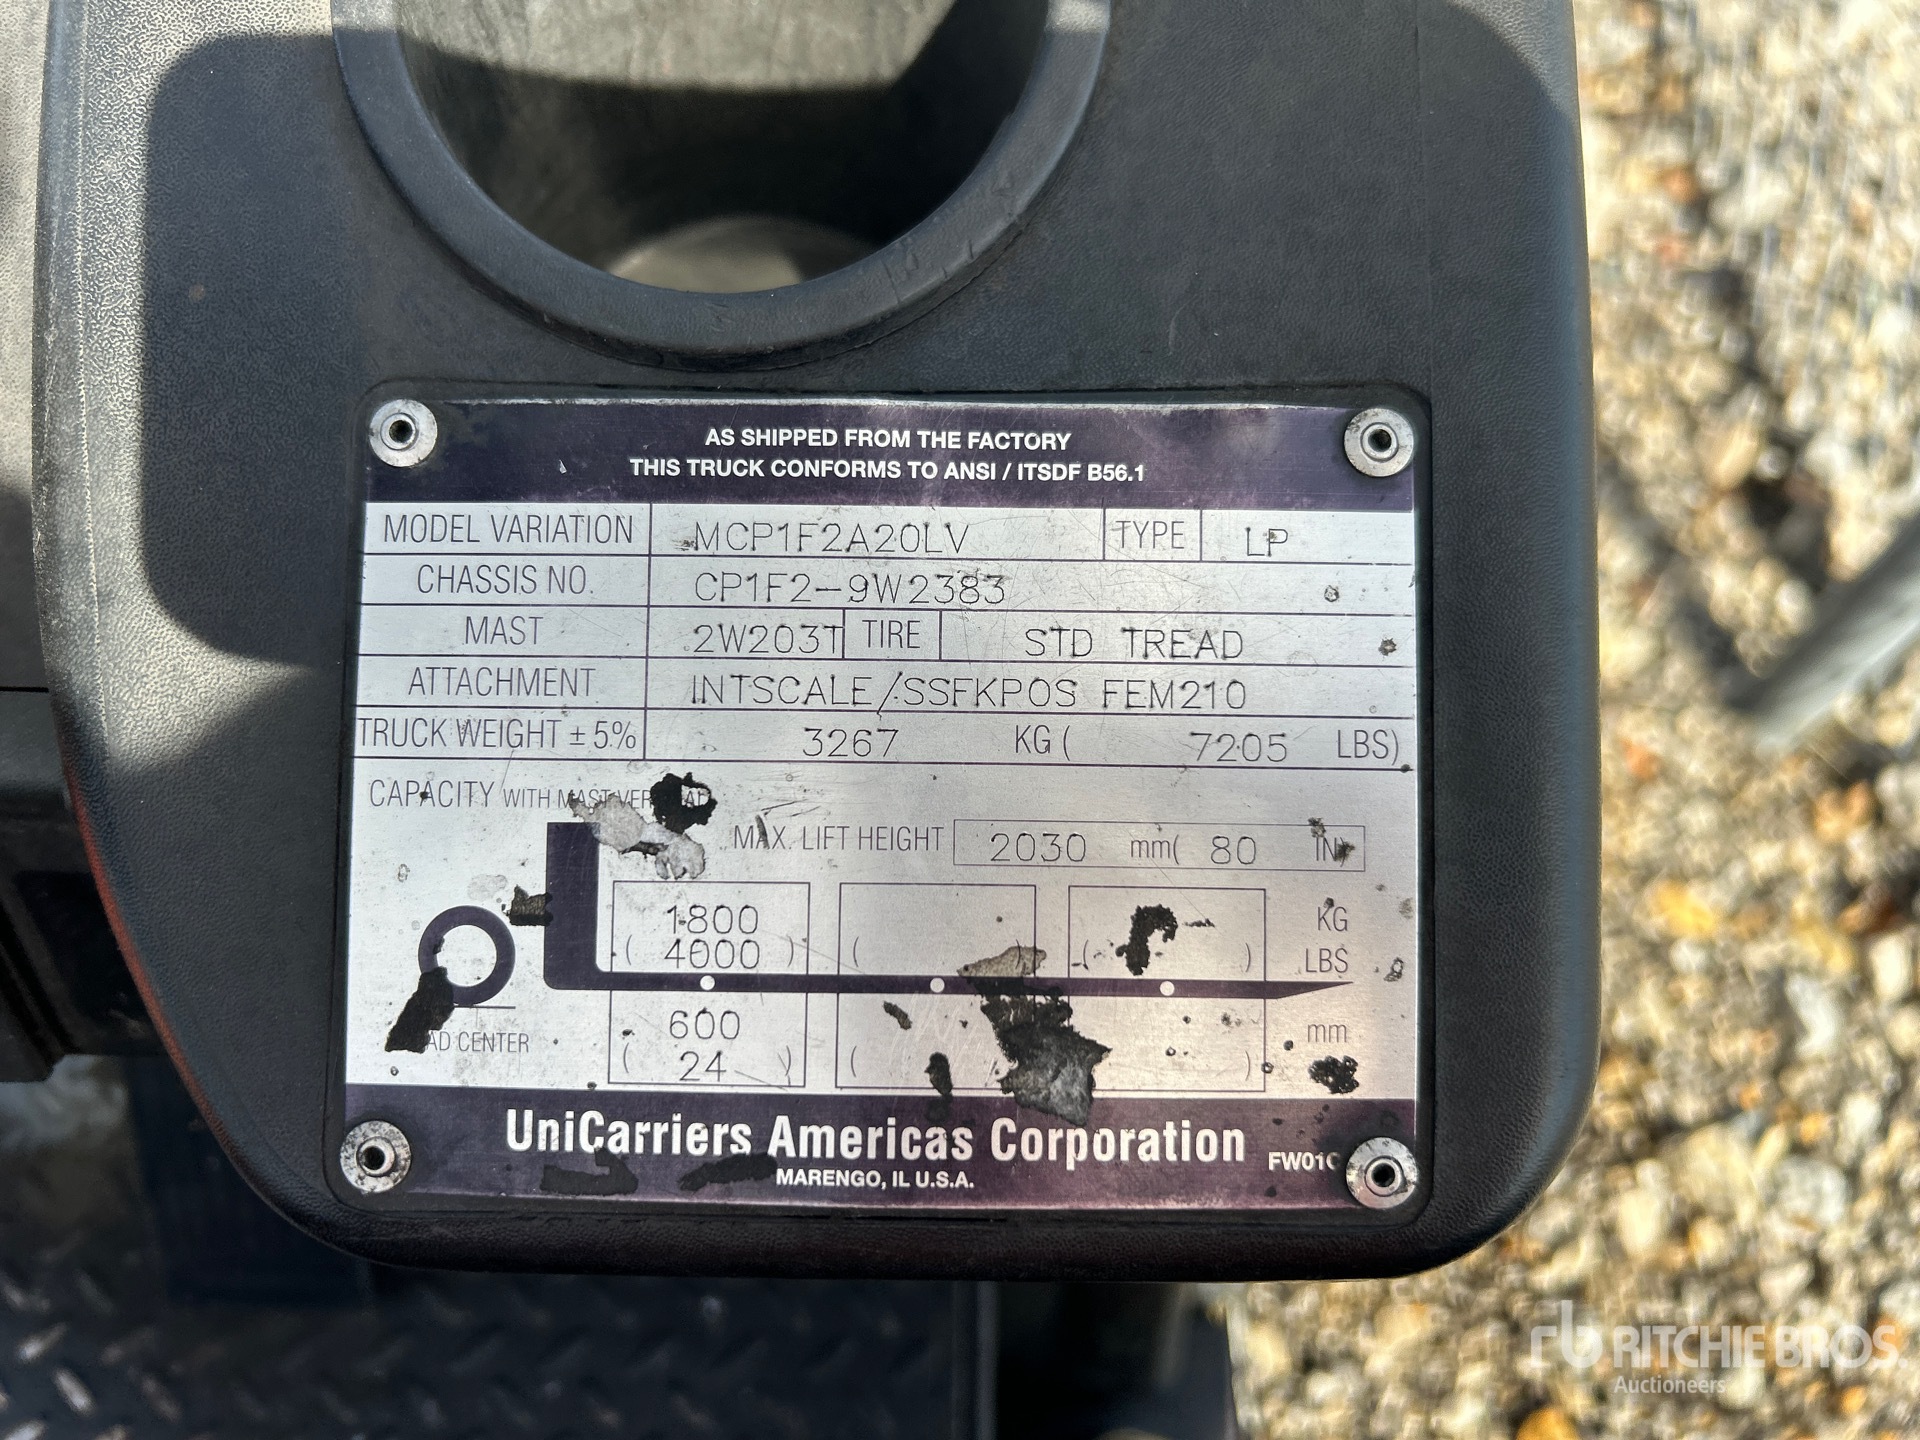 AS SHIPPED FROM THE FACTORY
THIS TRUCK CONFORMS TO ANSI / ITSDF B56.1
MODEL VARIATION MCP1F2A20LV TYPE LP
CHASSIS NO. CP1F2-9W2383
MAST 2W203T TIRE STD TREAD
ATTACHMENT INTSCALE/SSFKPOS FEM210
TRUCK WEIGHT ± 5% 3267 KG ( 7205 LBS)
CAPACITY WITH MAST
MAX. LIFT HEIGHT 2030 mm( 80 IN)
1800 KG
( 4000 ) ( ) ( ) LBS
600 mm
CENTER ( 24 ) ( )
UniCarriers Americas Corporation
MARENGO, IL U.S.A.
rb RITCHIE BROS.
Auctioneers